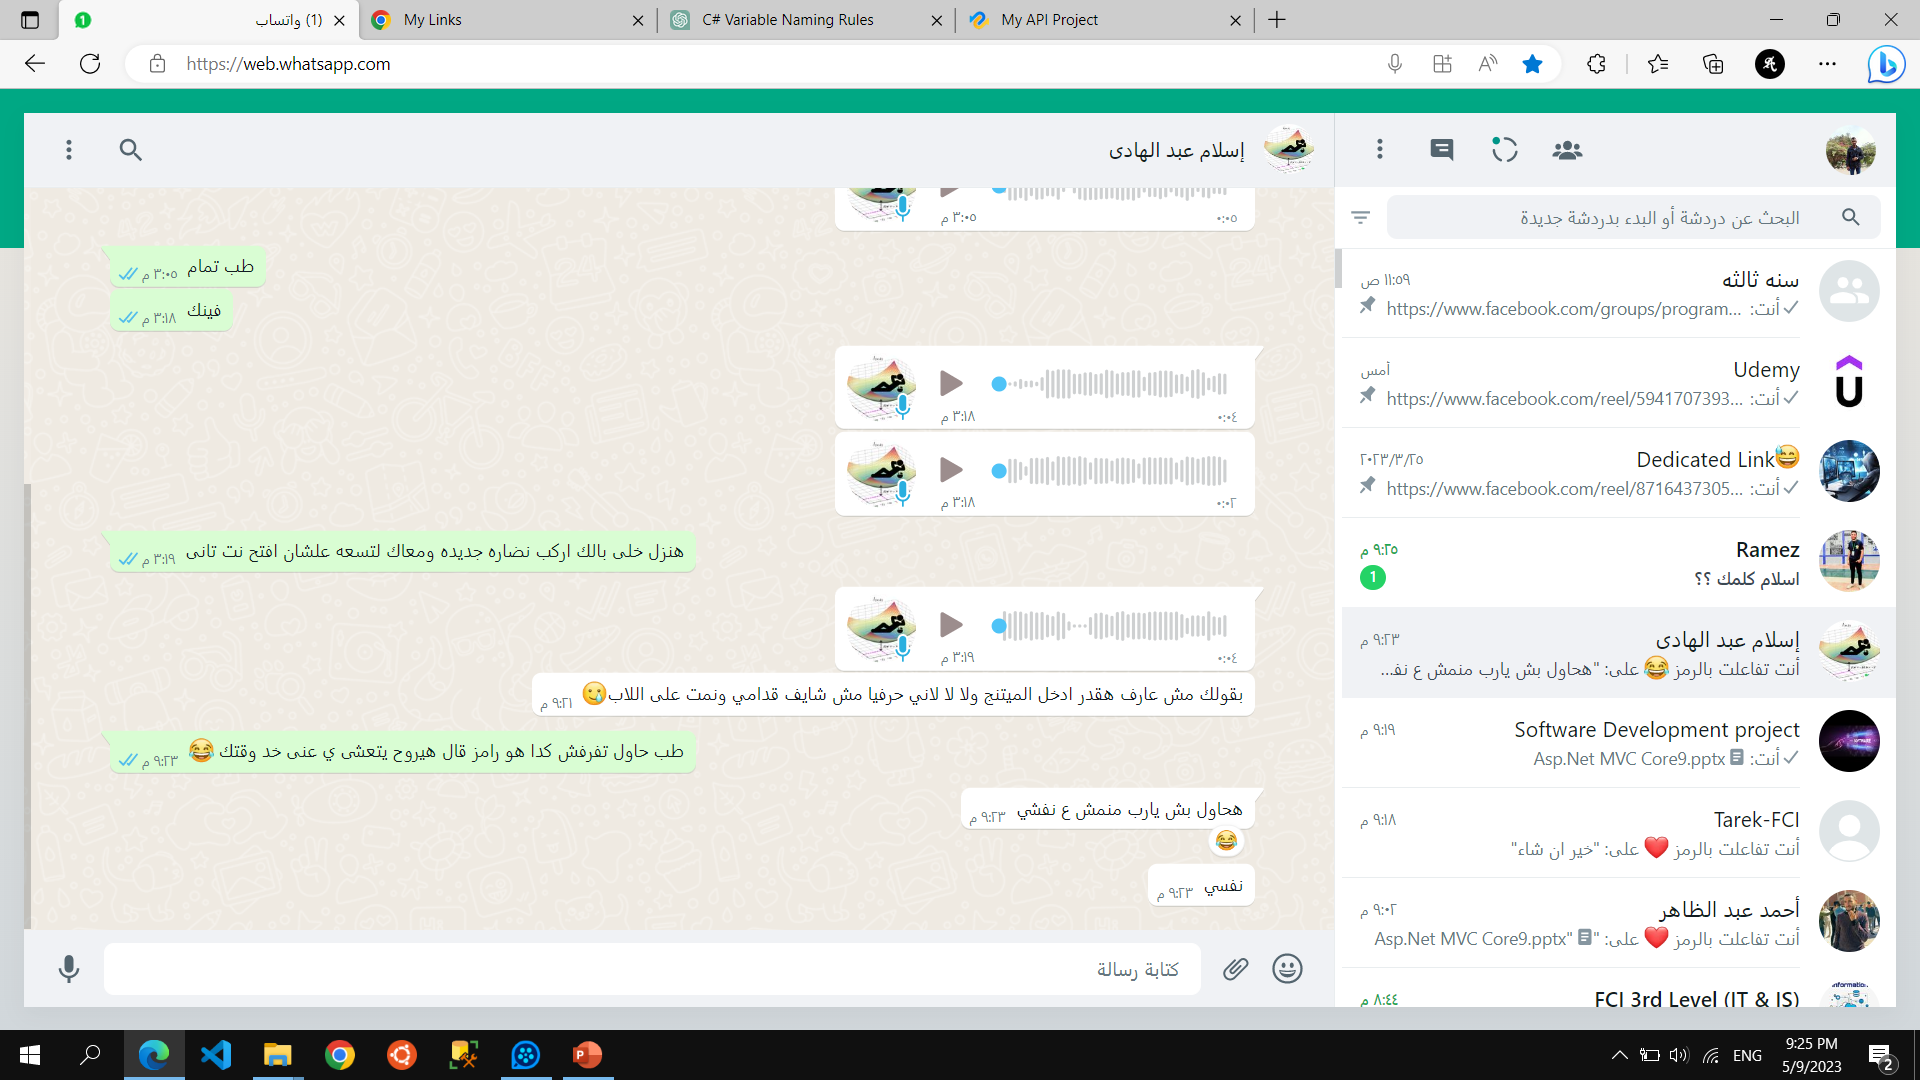 (1) واتساب
My Links
C# Variable Naming Rules
My API Project
https://web.whatsapp.com
إسلام عبد الهادى
٣:٠٥ م
٠:٠٥
طب تمام ٣:٠٥ م
فينك ٣:١٨ م
٣:١٨ م
٠:٠٤
٣:١٨ م
٠:٠٢
هنزل خلى بالك اركب نضاره جديده ومعاك لتسعه علشان افتح نت تانى ٣:١٩ م
٣:١٩ م
٠:٠٤
بقولك مش عارف هقدر ادخل الميتنج ولا لا لاني حرفيا مش شايف قدامي ونمت على اللاب🥲 ٩:٢١ م
طب حاول تفرفش كدا هو رامز قال هيروح يتعشى ي عنى خد وقتك 😂 ٩:٢٣ م
هحاول بش يارب منمش ع نفشي ٩:٢٣ م
😂
نفسي ٩:٢٣ م
كتابة رسالة
البحث عن دردشة أو البدء بدردشة جديدة
سنه ثالثه ١١:٥٩ ص
أنت: https://www.facebook.com/groups/program...
Udemy أمس
أنت: https://www.facebook.com/reel/5941707393...
Dedicated Link😅 ٢٠٢٣/٣/٢٥
أنت: https://www.facebook.com/reel/8716437305...
Ramez ٩:٢٥ م
اسلام كلمك ؟؟ 1
إسلام عبد الهادى ٩:٢٣ م
أنت تفاعلت بالرمز 😂 على: "هحاول بش يارب منمش ع نف...
Software Development project ٩:١٩ م
أنت: Asp.Net MVC Core9.pptx
Tarek-FCI ٩:١٨ م
أنت تفاعلت بالرمز ❤️ على: "خير ان شاء"
أحمد عبد الظاهر ٩:٠٢ م
أنت تفاعلت بالرمز ❤️ على: "Asp.Net MVC Core9.pptx"
FCI 3rd Level (IT & IS) ٨:٤٤ م
ENG
9:25 PM
5/9/2023
2